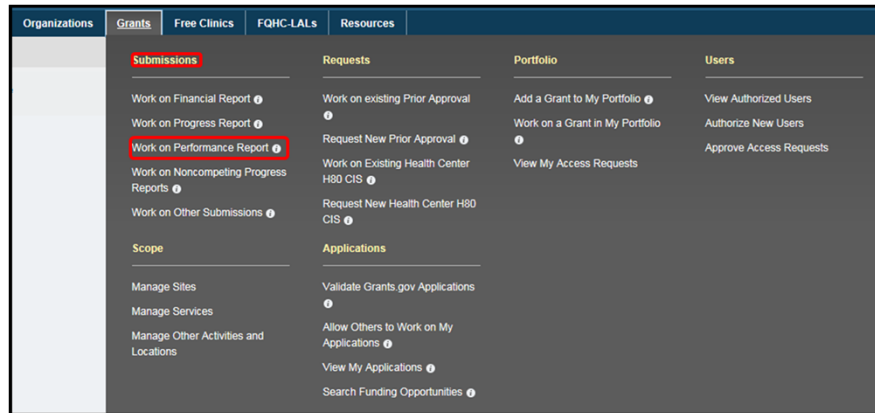 Organizations
Grants
Free Clinics
FQHC-LALs
Resources
Submissions
Work on Financial Report
Work on Progress Report
Work on Performance Report
Work on Noncompeting Progress
Reports
Work on Other Submissions
Requests
Work on existing Prior Approval
Request New Prior Approval
Work on Existing Health Center
H80 CIS
Request New Health Center H80
CIS
Portfolio
Add a Grant to My Portfolio
Work on a Grant in My Portfolio
View My Access Requests
Users
View Authorized Users
Authorize New Users
Approve Access Requests
Scope
Manage Sites
Manage Services
Manage Other Activities and
Locations
Applications
Validate Grants.gov Applications
Allow Others to Work on My
Applications
View My Applications
Search Funding Opportunities